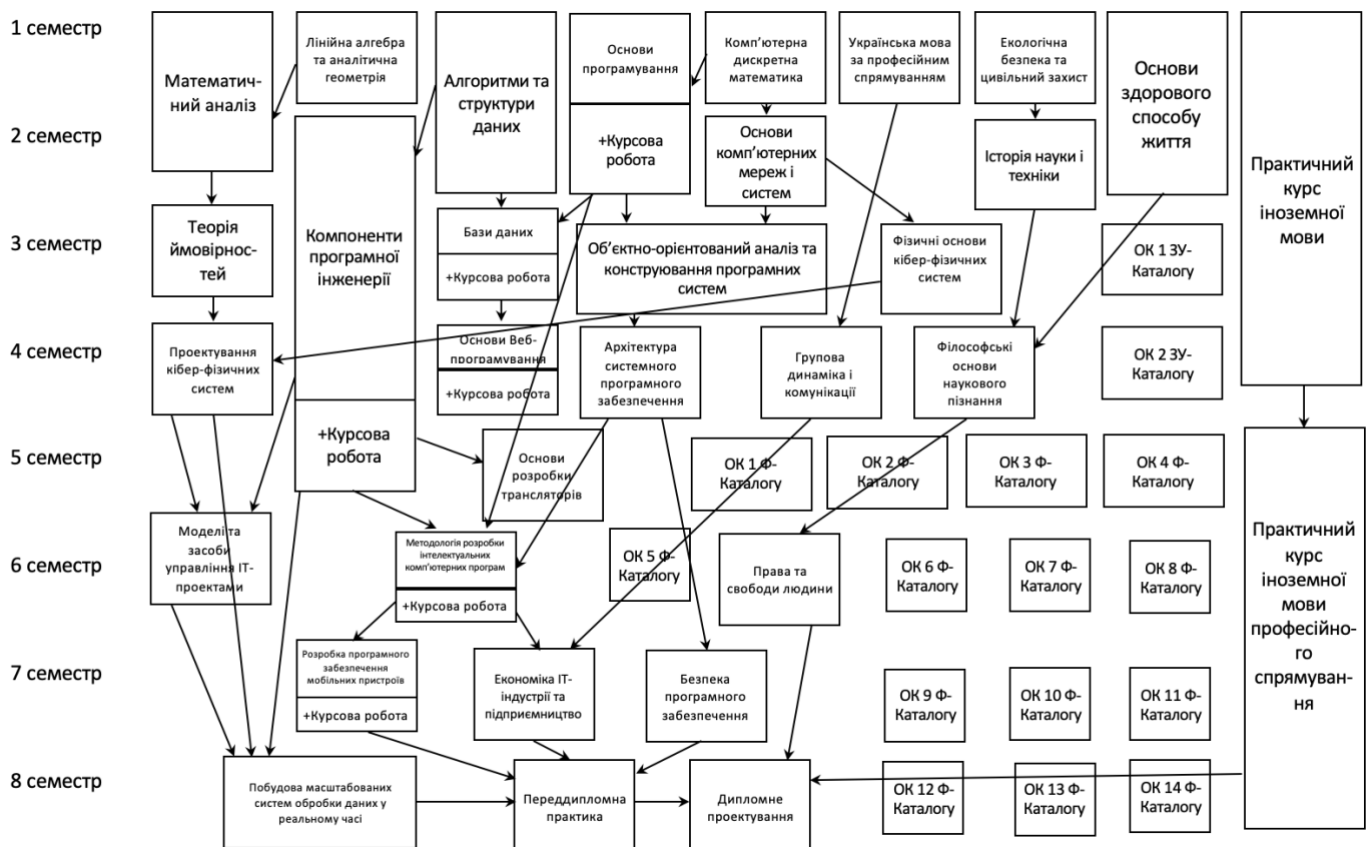 1 семестр
Математич-
ний аналіз
Лінійна алгебра
та аналітична
геометрія
Алгоритми та
структури
даних
Основи
програмування
Комп’ютерна
дискретна
математика
Українська мова
за професійним
спрямуванням
Екологічна
безпека та
цивільний захист
Основи
здорового
способу
життя
Практичний
курс
іноземної
мови
2 семестр
+Курсова
робота
Основи
комп’ютерних
мереж і
систем
Історія науки і
техніки
3 семестр
Теорія
ймовірнос-
тей
Компоненти
програмної
інженерії
Бази даних
+Курсова робота
Об’єктно-орієнтований аналіз та
конструювання програмних
систем
Фізичні основи
кібер-фізичних
систем
ОК 1 ЗУ-
Каталогу
4 семестр
Проектування
кібер-фізичних
систем
Основи Веб-
програмування
+Курсова робота
Архітектура
системного
програмного
забезпечення
Групова
динаміка і
комунікації
Філософські
основи
наукового
пізнання
ОК 2 ЗУ-
Каталогу
5 семестр
+Курсова
робота
Основи
розробки
трансляторів
ОК 1 Ф-
Каталогу
ОК 2 Ф-
Каталогу
ОК 3 Ф-
Каталогу
ОК 4 Ф-
Каталогу
Практичний
курс
іноземної
мови
професійно-
го
спрямуван-
ня
6 семестр
Моделі та
засоби
управління ІТ-
проектами
Методологія розробки
інтелектуальних
комп’ютерних програм
+Курсова робота
ОК 5 Ф-
Каталогу
Права та
свободи людини
ОК 6 Ф-
Каталогу
ОК 7 Ф-
Каталогу
ОК 8 Ф-
Каталогу
7 семестр
Розробка програмного
забезпечення
мобільних пристроїв
+Курсова робота
Економіка ІТ-
індустрії та
підприємництво
Безпека
програмного
забезпечення
ОК 9 Ф-
Каталогу
ОК 10 Ф-
Каталогу
ОК 11 Ф-
Каталогу
8 семестр
Побудова масштабованих
систем обробки даних у
реальному часі
Переддипломна
практика
Дипломне
проектування
ОК 12 Ф-
Каталогу
ОК 13 Ф-
Каталогу
ОК 14 Ф-
Каталогу